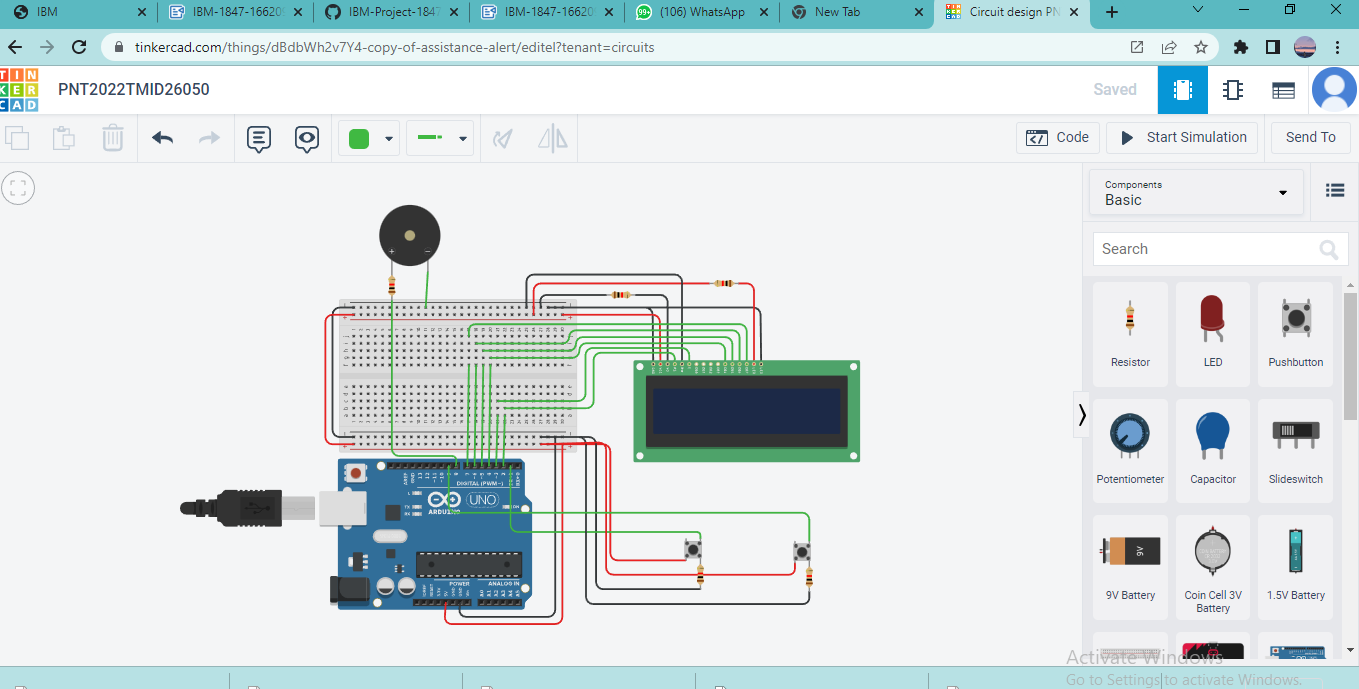 IBM
IBM-1847-16620
IBM-Project-1847
IBM-1847-16620
99+
(106) WhatsApp
New Tab
Circuit design PN
tinkercad.com/things/dBdbWh2v7Y4-copy-of-assistance-alert/editel?tenant=circuits
TIN
KER
CAD
PNT2022TMID26050
Saved
Code
Start Simulation
Send To
Components
Basic
Search
Resistor
LED
Pushbutton
Potentiometer
Capacitor
Slideswitch
9V
9V Battery
Coin Cell 3V
Battery
1.5V Battery
DIGITAL (PWM~)
UNO
ARDUINO
POWER
ANALOG IN
Activate Windows
Go to Settings to activate Windows.